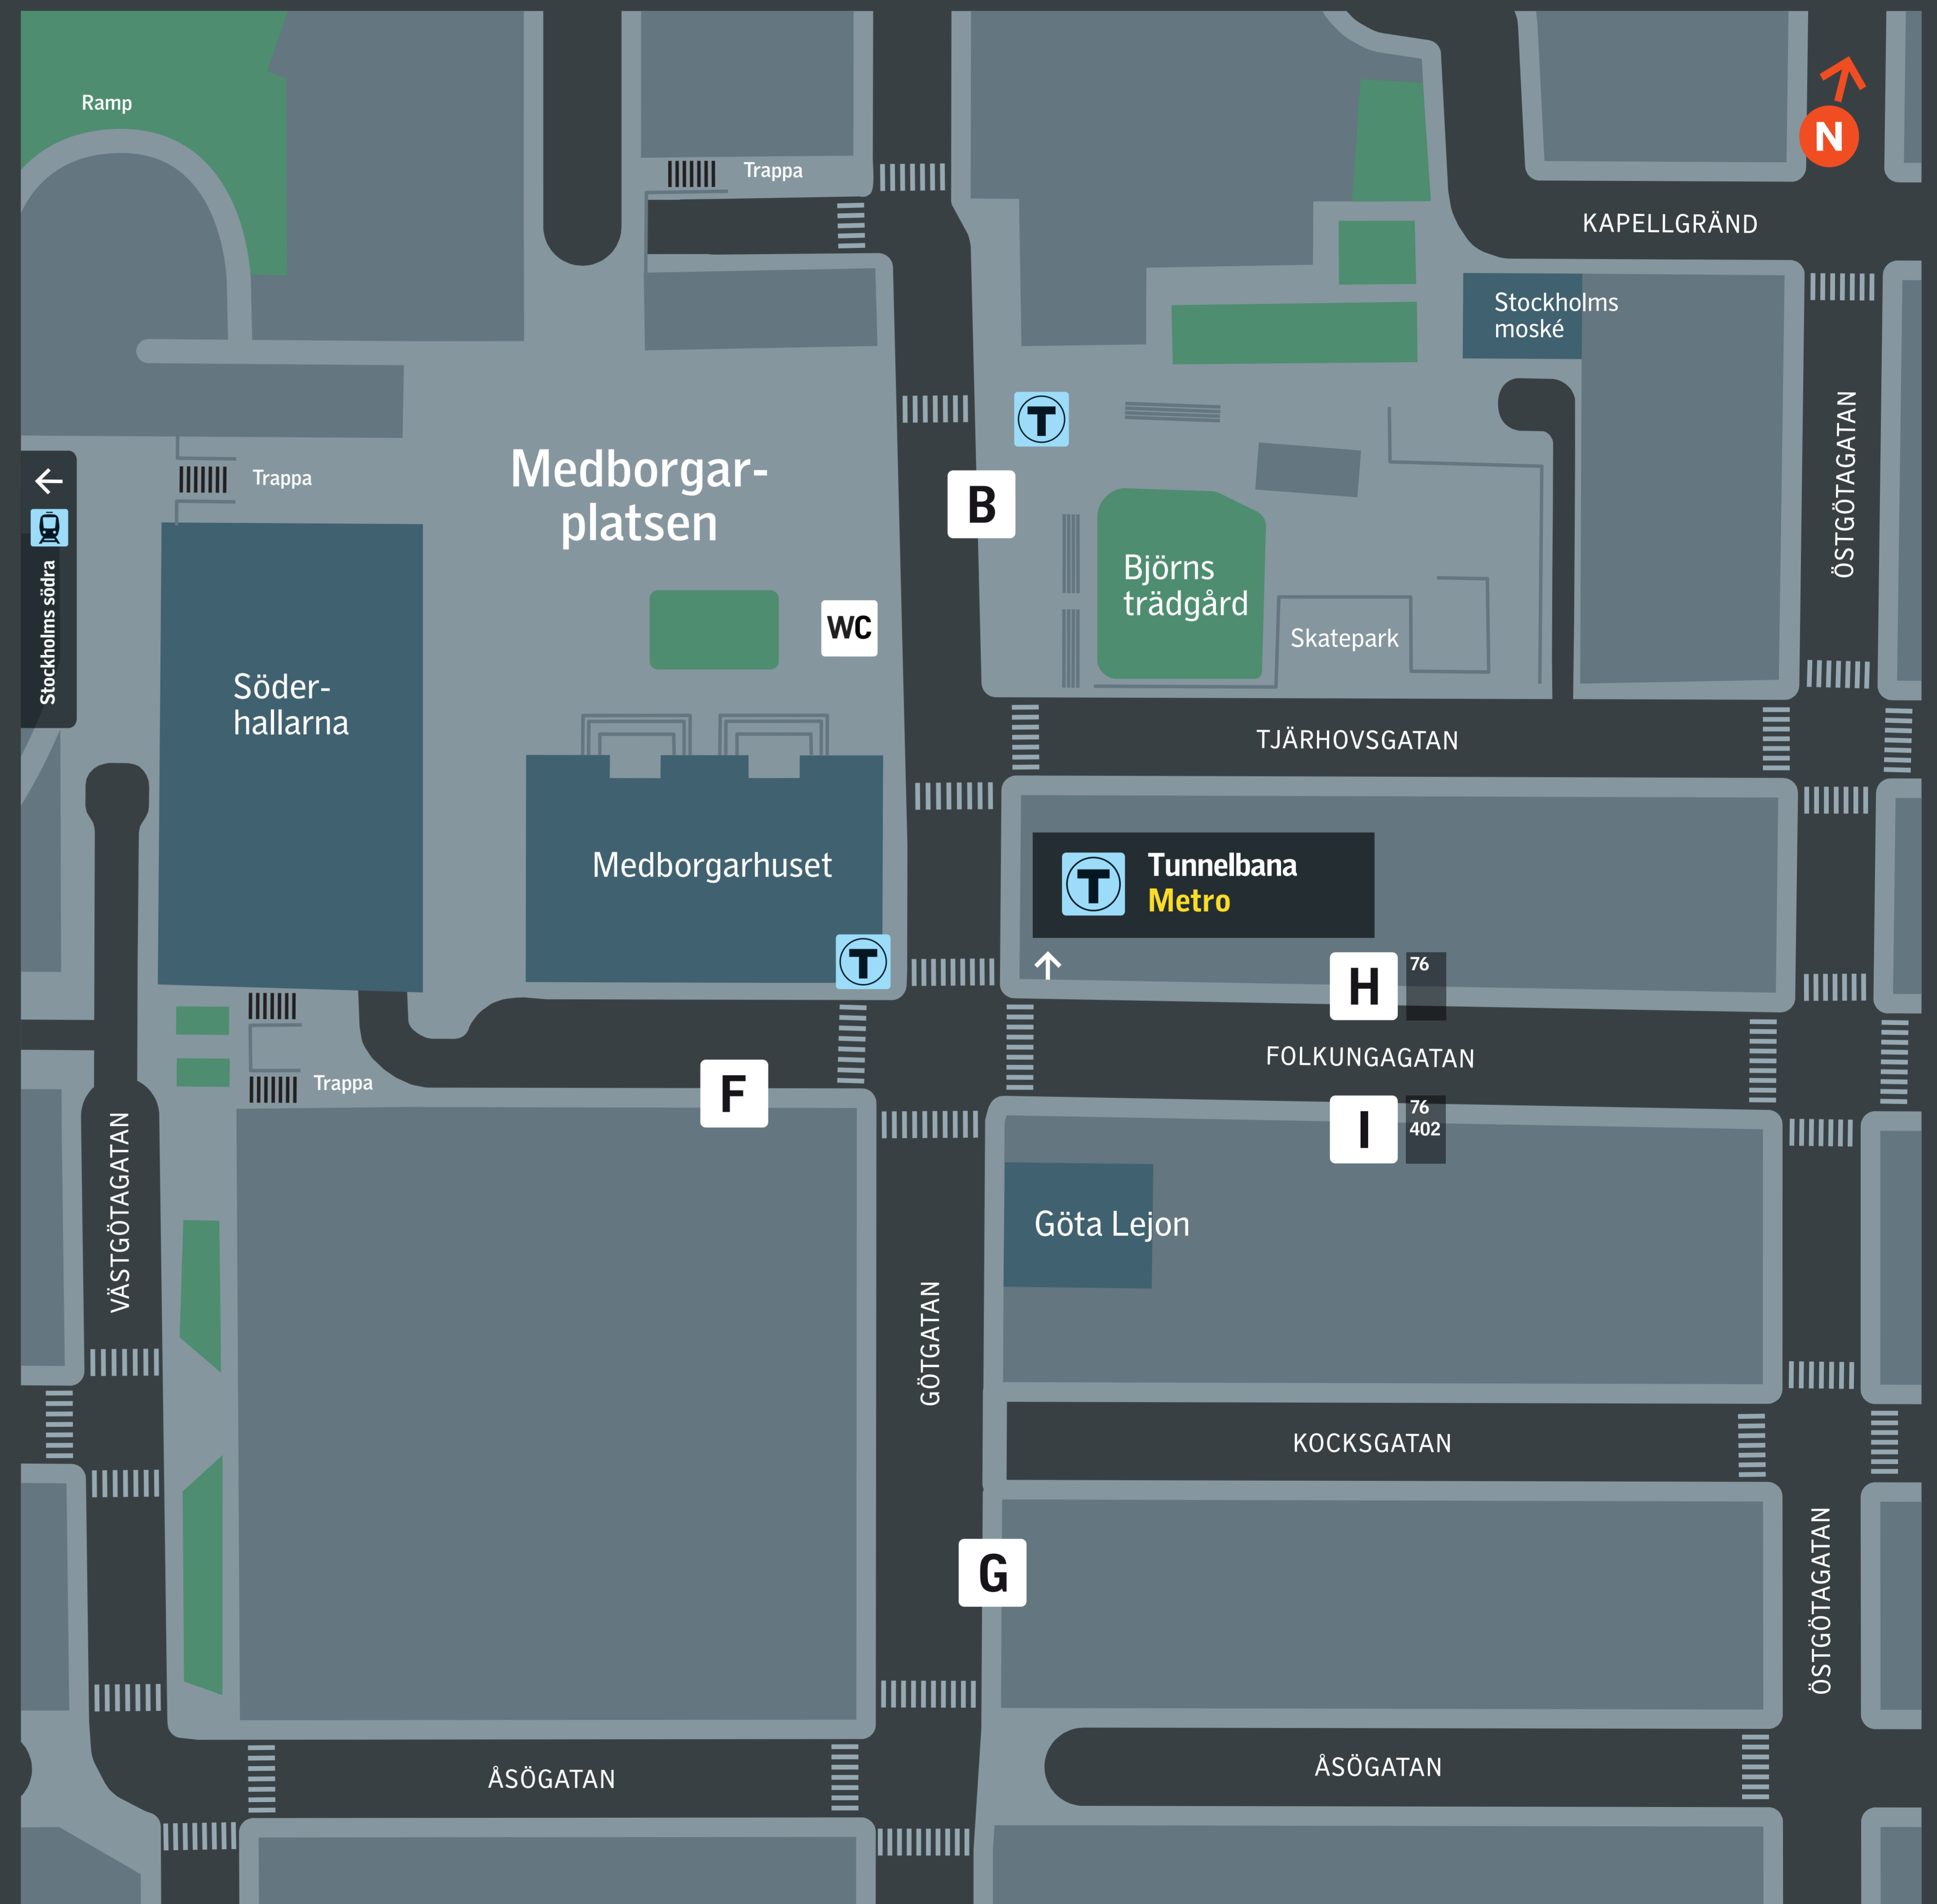 Ramp
N
Trappa
KAPELLGRÄND
Stockholms
moské
T
Medborgar-
platsen
Trappa
B
ÖSTGÖTAGATAN
Stockholms södra
Björns
trädgård
WC
Skatepark
Söder-
hallarna
TJÄRHOVSGATAN
Medborgarhuset
T
Tunnelbana
Metro
T
H
76
FOLKUNGAGATAN
Trappa
F
I
76
402
VÄSTGÖTAGATAN
Göta Lejon
GÖTGATAN
KOCKSGATAN
G
ÖSTGÖTAGATAN
ÅSÖGATAN
ÅSÖGATAN